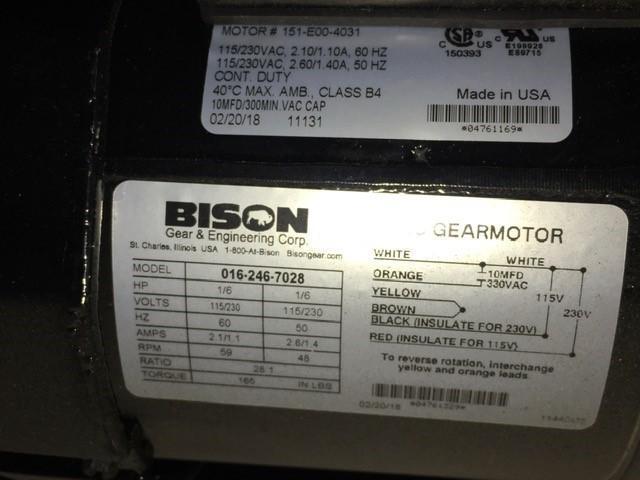 MOTOR # 151-E00-4031
115/230VAC, 2.10/1.10A, 60 HZ
115/230VAC, 2.60/1.40A, 50 HZ
CONT. DUTY
40°C MAX. AMB., CLASS B4
10MFD/300MIN.VAC CAP
02/20/18 11131
CSA C US
150393
C US
E198928
E89715
Made in USA
*04761169*
BISON
Gear & Engineering Corp.
St. Charles, Illinois USA 1-800-At-Bison Bisongear.com
GEARMOTOR
MODEL 016-246-7028
HP 1/6 1/6
VOLTS 115/230 115/230
HZ 60 50
AMPS 2.1/1.1 2.6/1.4
RPM 59 48
RATIO 28.1
TORQUE 165 IN LBS
WHITE WHITE
ORANGE 10MFD
330VAC
YELLOW 115V
BROWN 230V
BLACK (INSULATE FOR 230V)
RED (INSULATE FOR 115V)
To reverse rotation, interchange
yellow and orange leads.
02/20/18